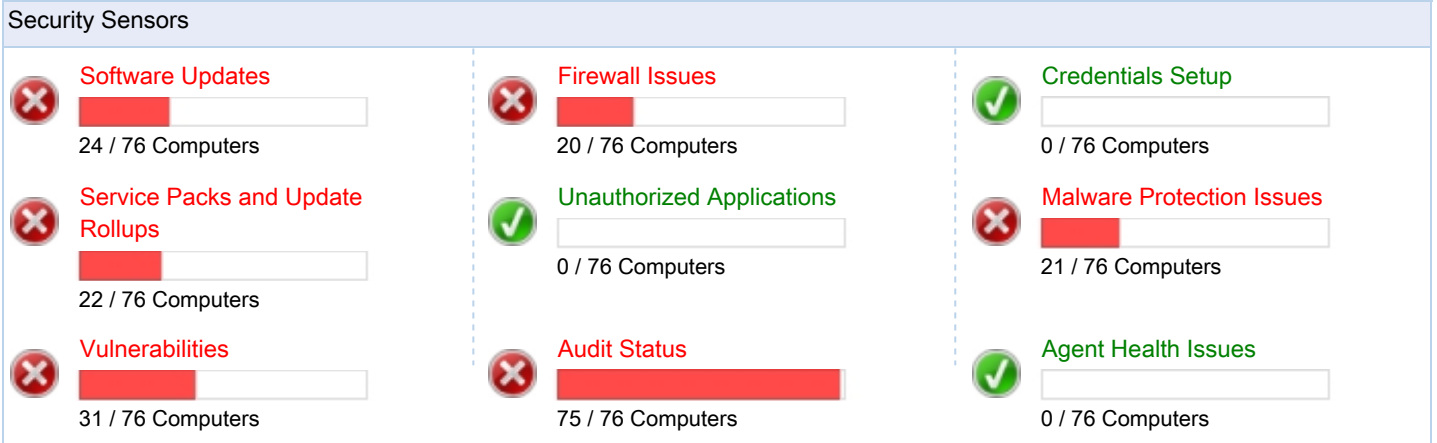 Security Sensors
Software Updates
24 / 76 Computers
Firewall Issues
20 / 76 Computers
Credentials Setup
0 / 76 Computers
Service Packs and Update
Rollups
22 / 76 Computers
Unauthorized Applications
0 / 76 Computers
Malware Protection Issues
21 / 76 Computers
Vulnerabilities
31 / 76 Computers
Audit Status
75 / 76 Computers
Agent Health Issues
0 / 76 Computers